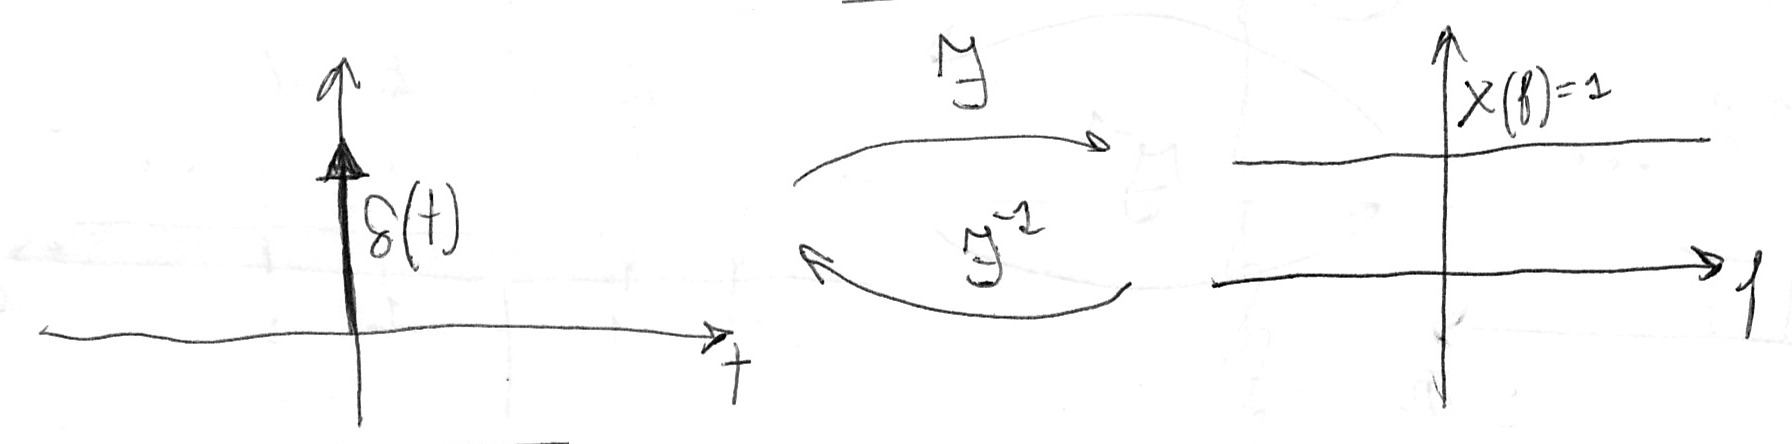 ℱ
X(f)=1
δ(t)
ℱ⁻¹
t
f